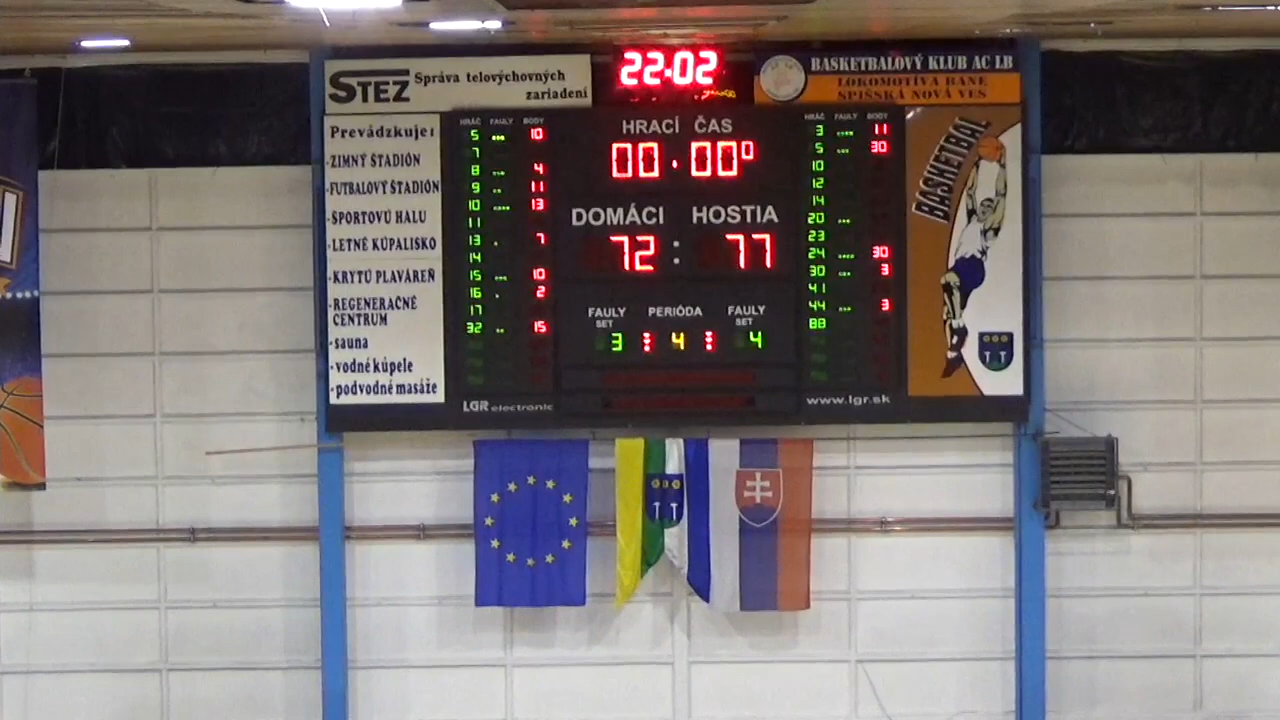 22:02
STEZ Správa telovýchovných
zariadení
BASKETBALOVÝ KLUB AC LB
LOKOMOTÍVA BANE
SPIŠSKÁ NOVÁ VES
Prevádzkuje:
-ZIMNÝ ŠTADIÓN
-FUTBALOVÝ ŠTADIÓN
-ŠPORTOVÚ HALU
-LETNÉ KÚPALISKO
-KRYTÚ PLAVÁREŇ
-REGENERAČNÉ
CENTRUM
-sauna
-vodné kúpele
-podvodné masáže
HRÁČ FAULY BODY
5 10
7
8 4
9 11
10 13
11
13 7
14
15 10
16 2
17
32 15
LGR electronic
HRACÍ ČAS
00.000
DOMÁCI HOSTIA
72 : 77
FAULY PERIÓDA FAULY
SET SET
3 4 4
HRÁČ FAULY BODY
3 11
5 30
10
12
14
20
23
24 30
30 3
41
44 3
88
www.lgr.sk
BASKETBAL